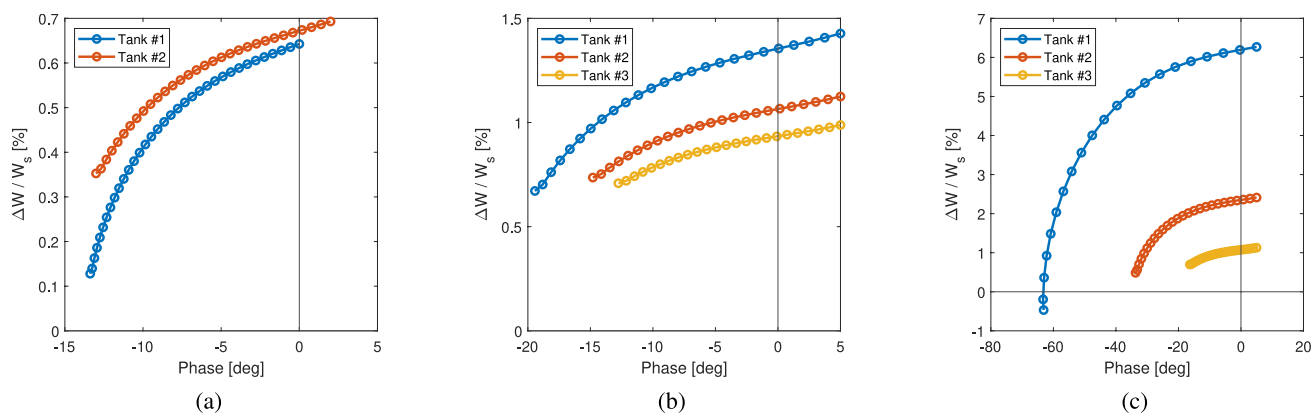 0.7
0.6
0.5
0.4
0.3
0.2
0.1
0
-15
-10
-5
0
5
ΔW / W_s [%]
Phase [deg]
Tank #1
Tank #2
(a)
1.5
1
0.5
0
-20
-15
-10
-5
0
5
ΔW / W_s [%]
Phase [deg]
Tank #1
Tank #2
Tank #3
(b)
7
6
5
4
3
2
1
0
-1
-80
-60
-40
-20
0
20
ΔW / W_s [%]
Phase [deg]
Tank #1
Tank #2
Tank #3
(c)